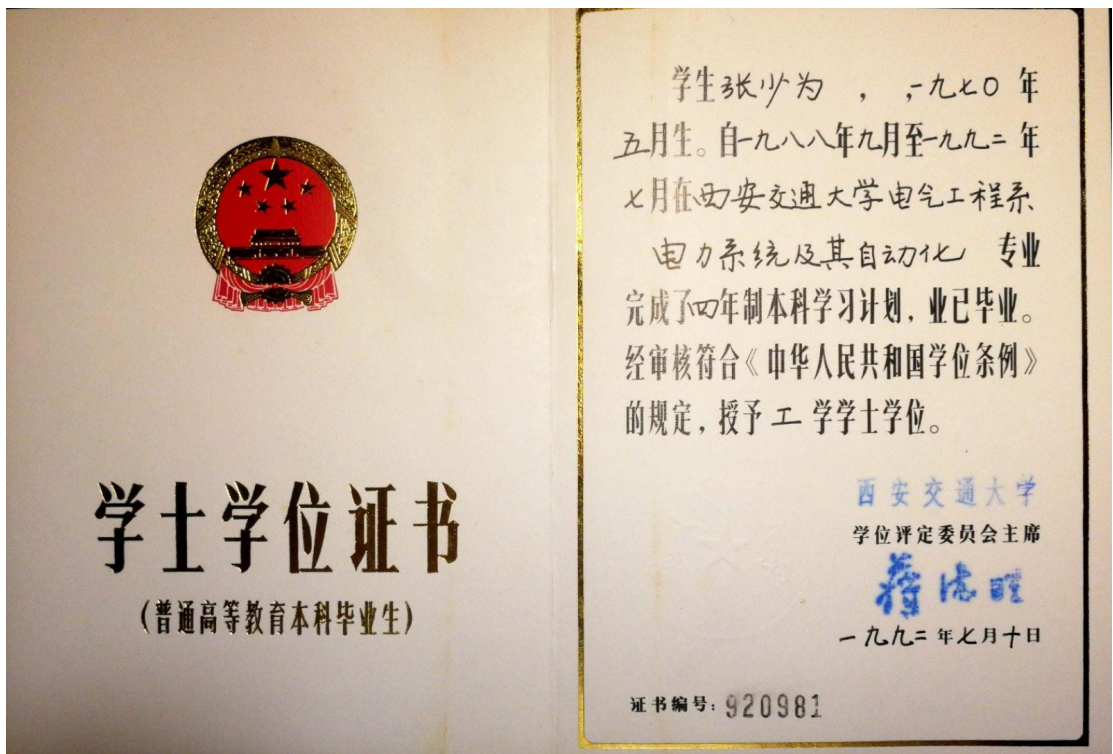 学士学位证书
(普通高等教育本科毕业生)
学生张少为 , ,一九七〇 年
五月生。自一九八八年九月至一九九二年
七月在西安交通大学电气工程系
电力系统及其自动化 专业
完成了四年制本科学习计划,业已毕业。
经审核符合《中华人民共和国学位条例》
的规定,授予 工 学学士学位。
西安交通大学
学位评定委员会主席
蒋德明
一九九二年七月十日
证书编号:920981